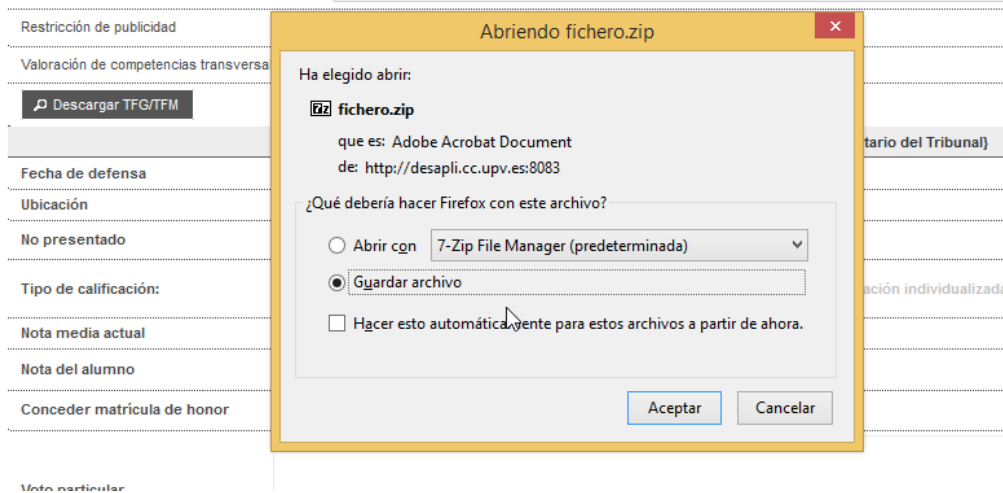 Restricción de publicidad
Valoración de competencias transversa
Descargar TFG/TFM
tario del Tribunal}
Fecha de defensa
Ubicación
No presentado
Tipo de calificación:
ación individualizada
Nota media actual
Nota del alumno
Conceder matrícula de honor
Voto particular
Abriendo fichero.zip
Ha elegido abrir:
fichero.zip
que es: Adobe Acrobat Document
de: http://desapli.cc.upv.es:8083
¿Qué debería hacer Firefox con este archivo?
Abrir con 7-Zip File Manager (predeterminada)
Guardar archivo
Hacer esto automáticamente para estos archivos a partir de ahora.
Aceptar Cancelar